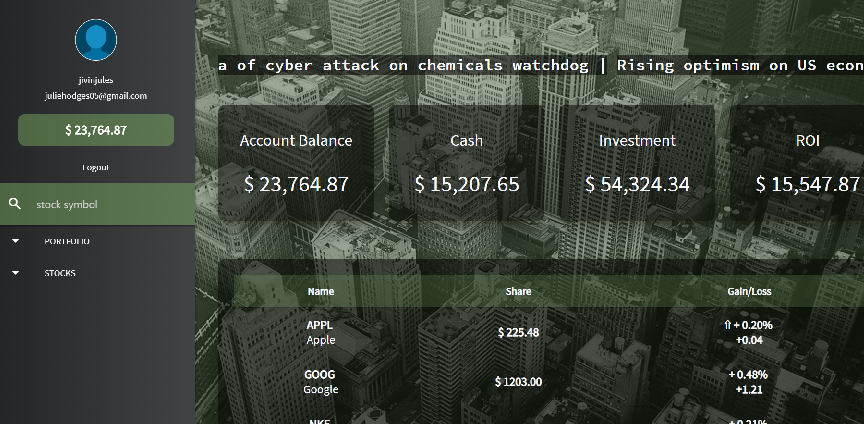 jivinjules
juliehodges05@gmail.com
$ 23,764.87
Logout
stock symbol
PORTFOLIO
STOCKS
a of cyber attack on chemicals watchdog | Rising optimism on US econ
Account Balance
$ 23,764.87
Cash
$ 15,207.65
Investment
$ 54,324.34
ROI
$ 15,547.87
Name Share Gain/Loss
APPL
Apple
$ 225.48
⇧ + 0.20%
+0.04
GOOG
Google
$ 1203.00
+ 0.48%
+1.21